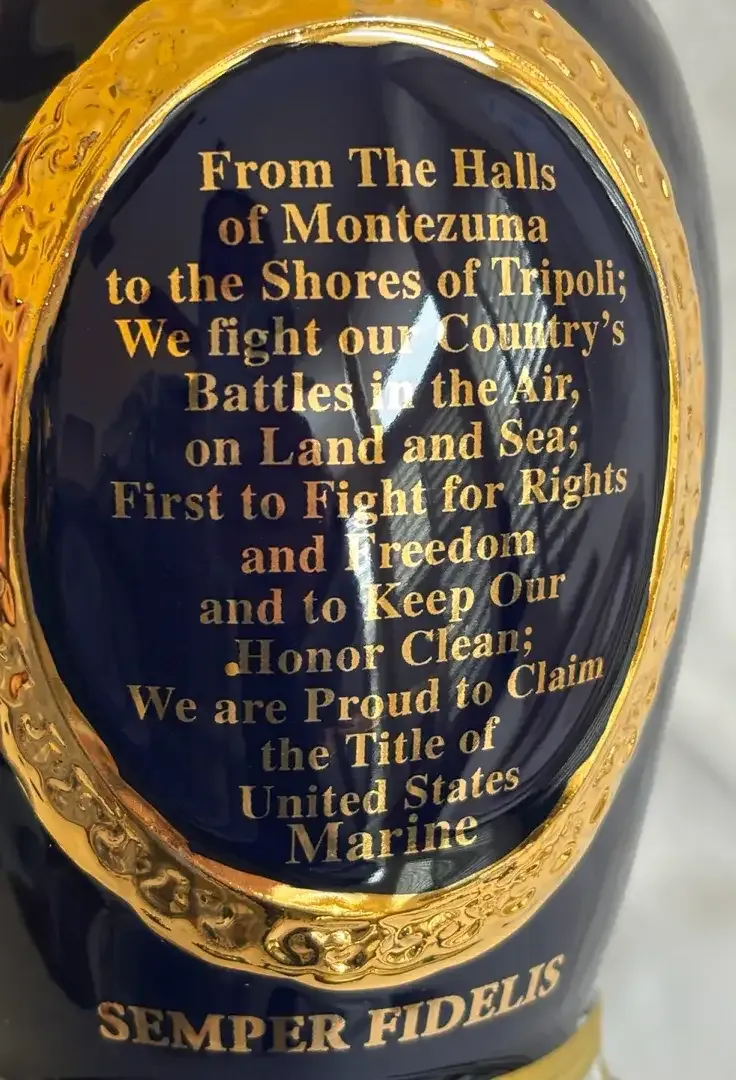 From The Halls
of Montezuma
to the Shores of Tripoli;
We fight our Country's
Battles in the Air,
on Land and Sea;
First to Fight for Rights
and Freedom
and to Keep Our
Honor Clean;
We are Proud to Claim
the Title of
United States
Marine
SEMPER FIDELIS